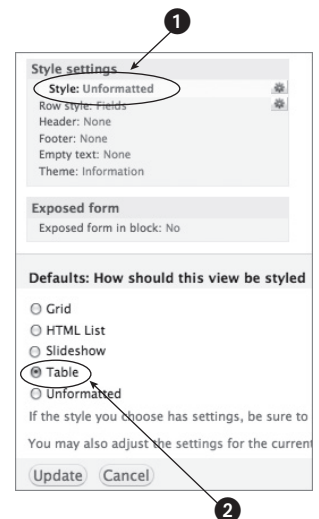 1
Style settings
Style: Unformatted
Row style: Fields
Header: None
Footer: None
Empty text: None
Theme: Information
Exposed form
Exposed form in block: No
Defaults: How should this view be styled
Grid
HTML List
Slideshow
Table
Unformatted
If the style you choose has settings, be sure to
You may also adjust the settings for the current
Update Cancel
2